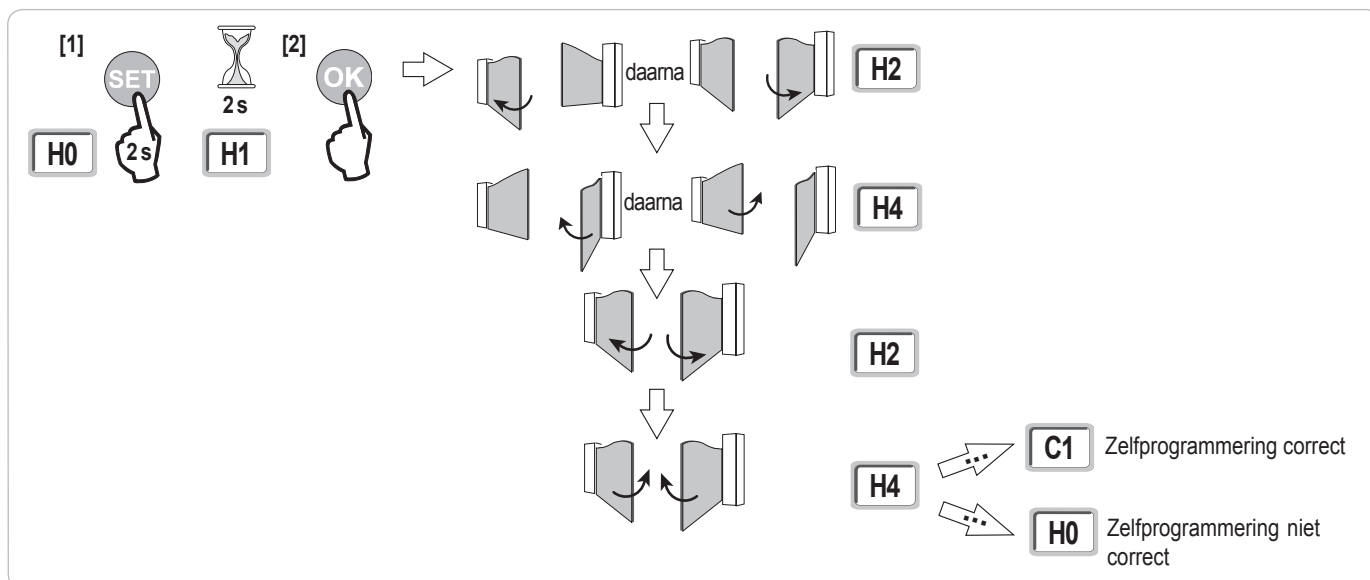 [1]
SET
2 s
[2]
OK
H0
2 s
H1
daarna
H2
daarna
H4
H2
H4
C1
Zelfprogrammering correct
H0
Zelfprogrammering niet
correct